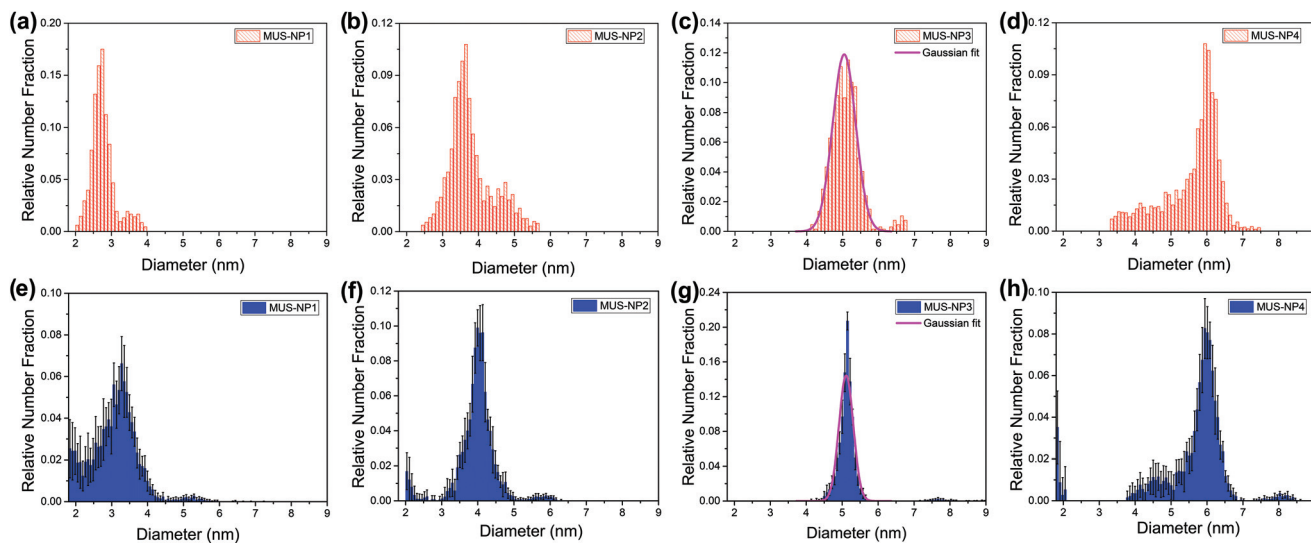 (a)
MUS-NP1
0.20
0.15
0.10
0.05
0.00
Relative Number Fraction
2 3 4 5 6 7 8 9
Diameter (nm)
(b)
MUS-NP2
0.12
0.09
0.06
0.03
0.00
Relative Number Fraction
2 3 4 5 6 7 8 9
Diameter (nm)
(c)
MUS-NP3
Gaussian fit
0.14
0.12
0.10
0.08
0.06
0.04
0.02
0.00
Relative Number Fraction
2 3 4 5 6 7 8 9
Diameter (nm)
(d)
MUS-NP4
0.12
0.09
0.06
0.03
0.00
Relative Number Fraction
2 3 4 5 6 7 8 9
Diameter (nm)
(e)
MUS-NP1
0.10
0.08
0.06
0.04
0.02
0.00
Relative Number Fraction
2 3 4 5 6 7 8 9
Diameter (nm)
(f)
MUS-NP2
0.12
0.10
0.08
0.06
0.04
0.02
0.00
Relative Number Fraction
2 3 4 5 6 7 8 9
Diameter (nm)
(g)
MUS-NP3
Gaussian fit
0.24
0.20
0.16
0.12
0.08
0.04
0.00
Relative Number Fraction
2 3 4 5 6 7 8 9
Diameter (nm)
(h)
MUS-NP4
0.10
0.08
0.06
0.04
0.02
0.00
Relative Number Fraction
2 3 4 5 6 7 8 9
Diameter (nm)